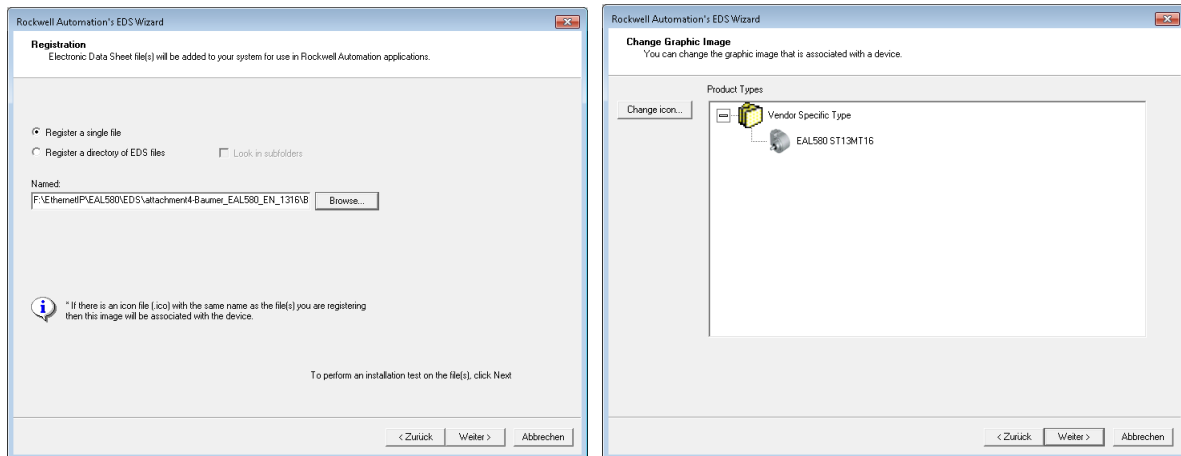 Rockwell Automation's EDS Wizard
Registration
Electronic Data Sheet file(s) will be added to your system for use in Rockwell Automation applications.
Register a single file
Register a directory of EDS files
Look in subfolders
Named:
F:\EthernetIP\EAL580\EDS\attachment4-Baumer_EAL580_EN_1316\B
Browse...
* If there is an icon file (.ico) with the same name as the file(s) you are registering
then this image will be associated with the device.
To perform an installation test on the file(s), click Next
< Zurück
Weiter >
Abbrechen
Rockwell Automation's EDS Wizard
Change Graphic Image
You can change the graphic image that is associated with a device.
Product Types
Change icon...
Vendor Specific Type
EAL580 ST13MT16
< Zurück
Weiter >
Abbrechen